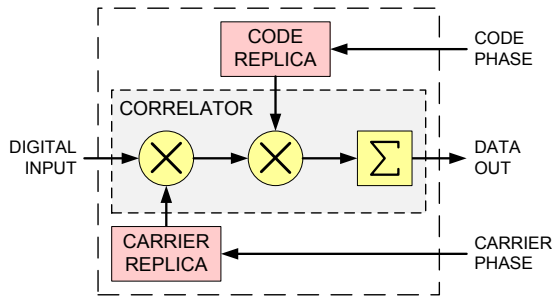 CODE
REPLICA
CODE
PHASE
CORRELATOR
DIGITAL
INPUT
Σ
DATA
OUT
CARRIER
REPLICA
CARRIER
PHASE